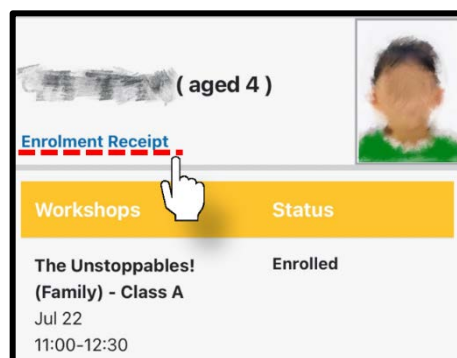 ( aged 4 )
Enrolment Receipt
Workshops Status
The Unstoppables! Enrolled
(Family) - Class A
Jul 22
11:00-12:30